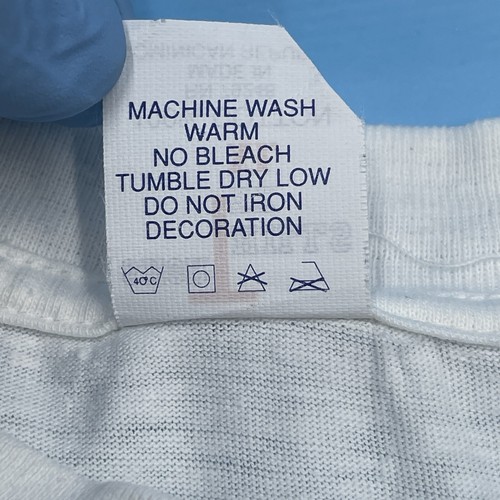 MACHINE WASH
WARM
NO BLEACH
TUMBLE DRY LOW
DO NOT IRON
DECORATION
40°C